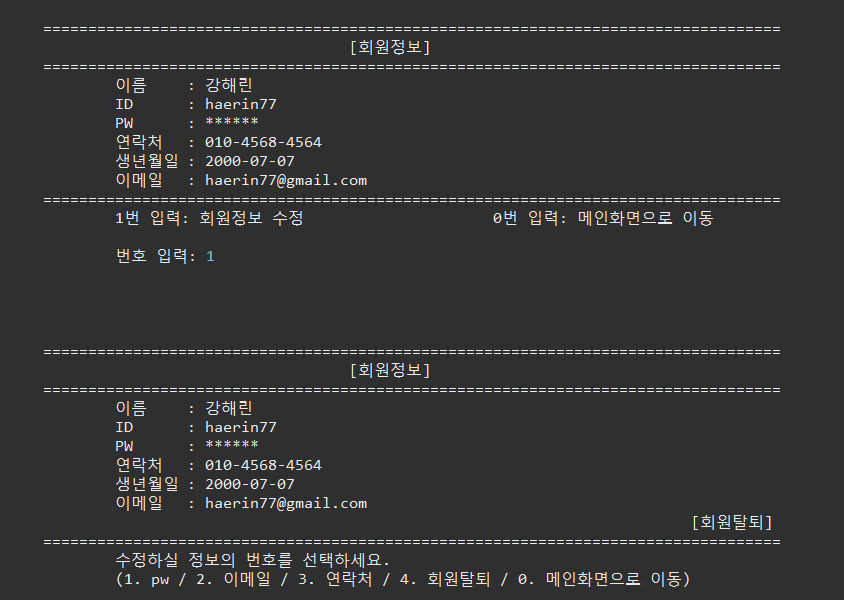 ==================================================================================
[회원정보]
==================================================================================
이름 : 강해린
ID : haerin77
PW : ******
연락처 : 010-4568-4564
생년월일 : 2000-07-07
이메일 : haerin77@gmail.com
==================================================================================
1번 입력: 회원정보 수정 0번 입력: 메인화면으로 이동
번호 입력: 1
==================================================================================
[회원정보]
==================================================================================
이름 : 강해린
ID : haerin77
PW : ******
연락처 : 010-4568-4564
생년월일 : 2000-07-07
이메일 : haerin77@gmail.com
[회원탈퇴]
==================================================================================
수정하실 정보의 번호를 선택하세요.
(1. pw / 2. 이메일 / 3. 연락처 / 4. 회원탈퇴 / 0. 메인화면으로 이동)